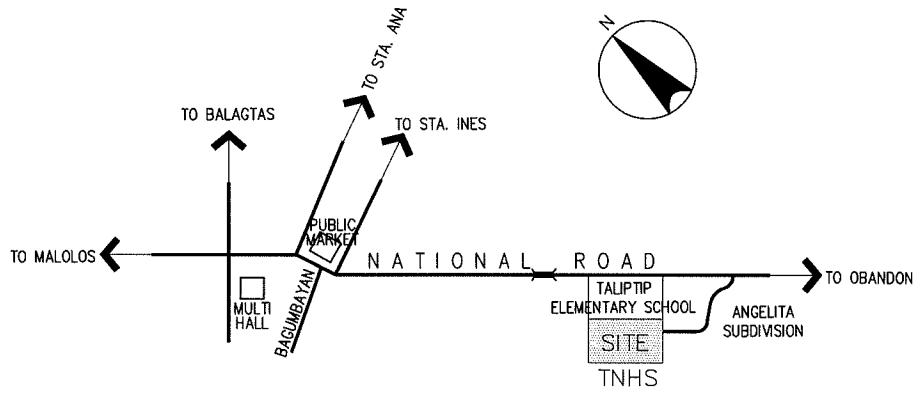 N
TO STA. ANA
TO BALAGTAS
TO STA. INES
PUBLIC
MARKET
TO MALOLOS
NATIONAL ROAD
TO OBANDON
MULTI
HALL
BAGUMBAYAN
TALIPTIP
ELEMENTARY SCHOOL
ANGELITA
SUBDIVISION
SITE
TNHS